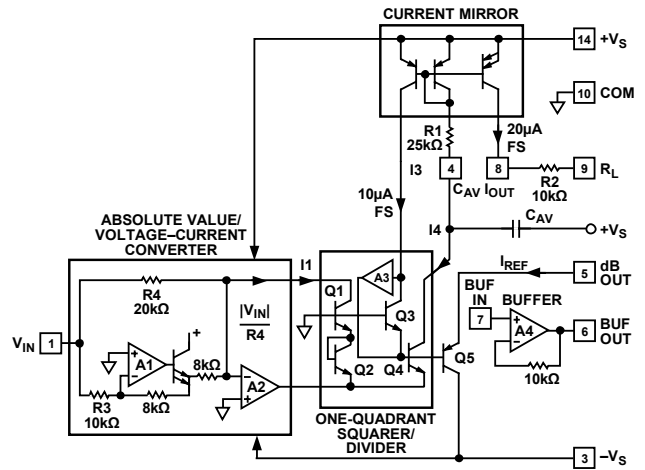 CURRENT MIRROR
14 +VS
10 COM
R1
25kΩ
20µA
FS
I3
4
8
9 RL
R2
10kΩ
CAV IOUT
10µA
FS
ABSOLUTE VALUE/
VOLTAGE–CURRENT
CONVERTER
I4
CAV
+VS
I1
IREF
5 dB
OUT
R4
20kΩ
|VIN|
R4
A3
Q1
Q3
BUF
IN
7
BUFFER
A4
6 BUF
OUT
10kΩ
VIN 1
+
A1
8kΩ
A2
Q2
Q4
Q5
R3
10kΩ
8kΩ
ONE-QUADRANT
SQUARER/
DIVIDER
3 –VS